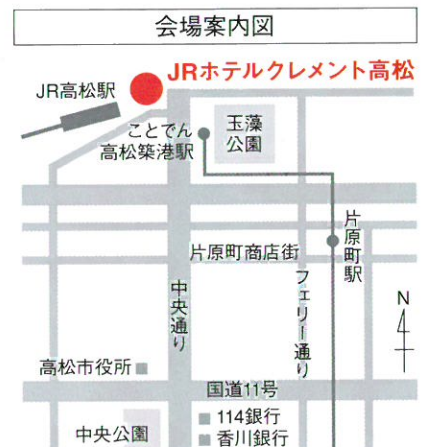 会場案内図
JRホテルクレメント高松
JR高松駅
ことでん
高松築港駅
玉藻
公園
片原町駅
片原町商店街
中央通り
フェリー通り
N
高松市役所
国道11号
114銀行
香川銀行
中央公園